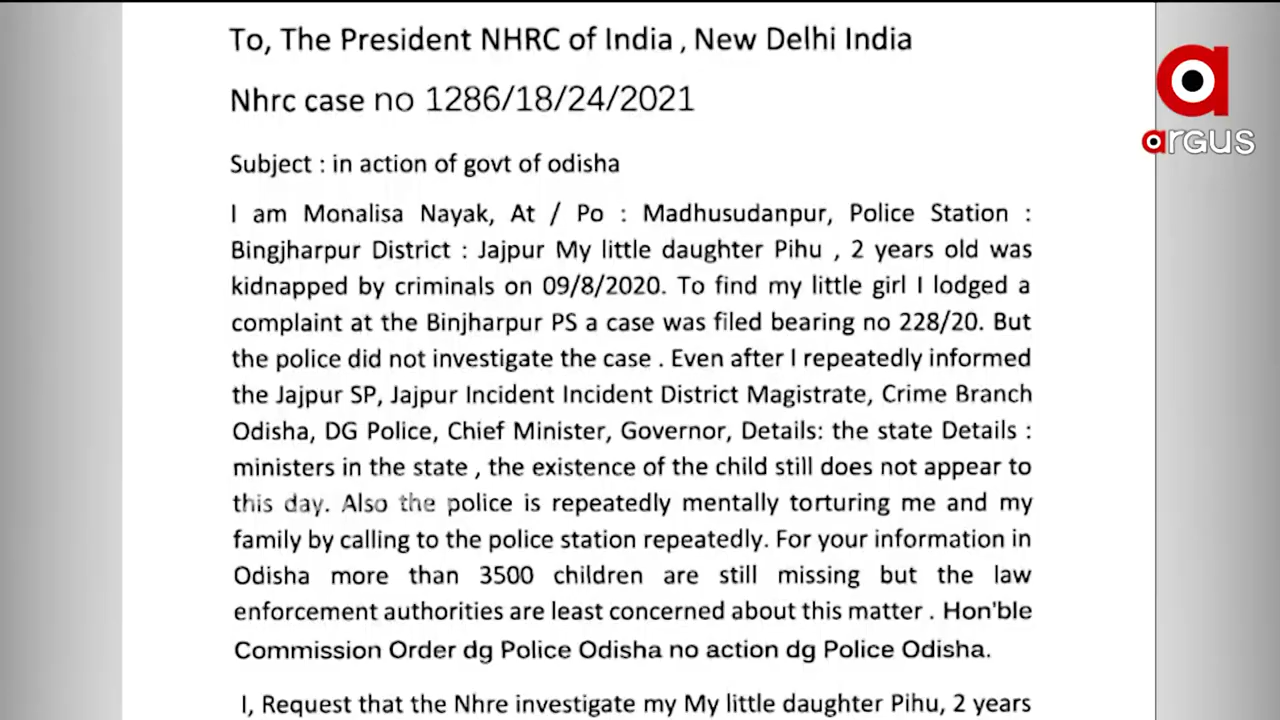 To, The President NHRC of India , New Delhi India
Nhrc case no 1286/18/24/2021
Subject : in action of govt of odisha
I am Monalisa Nayak, At / Po : Madhusudanpur, Police Station :
Bingjharpur District : Jajpur My little daughter Pihu , 2 years old was
kidnapped by criminals on 09/8/2020. To find my little girl I lodged a
complaint at the Binjharpur PS a case was filed bearing no 228/20. But
the police did not investigate the case . Even after I repeatedly informed
the Jajpur SP, Jajpur Incident Incident District Magistrate, Crime Branch
Odisha, DG Police, Chief Minister, Governor, Details: the state Details :
ministers in the state , the existence of the child still does not appear to
this day. Also the police is repeatedly mentally torturing me and my
family by calling to the police station repeatedly. For your information in
Odisha more than 3500 children are still missing but the law
enforcement authorities are least concerned about this matter . Hon'ble
Commission Order dg Police Odisha no action dg Police Odisha.
I, Request that the Nhre investigate my My little daughter Pihu, 2 years
argus